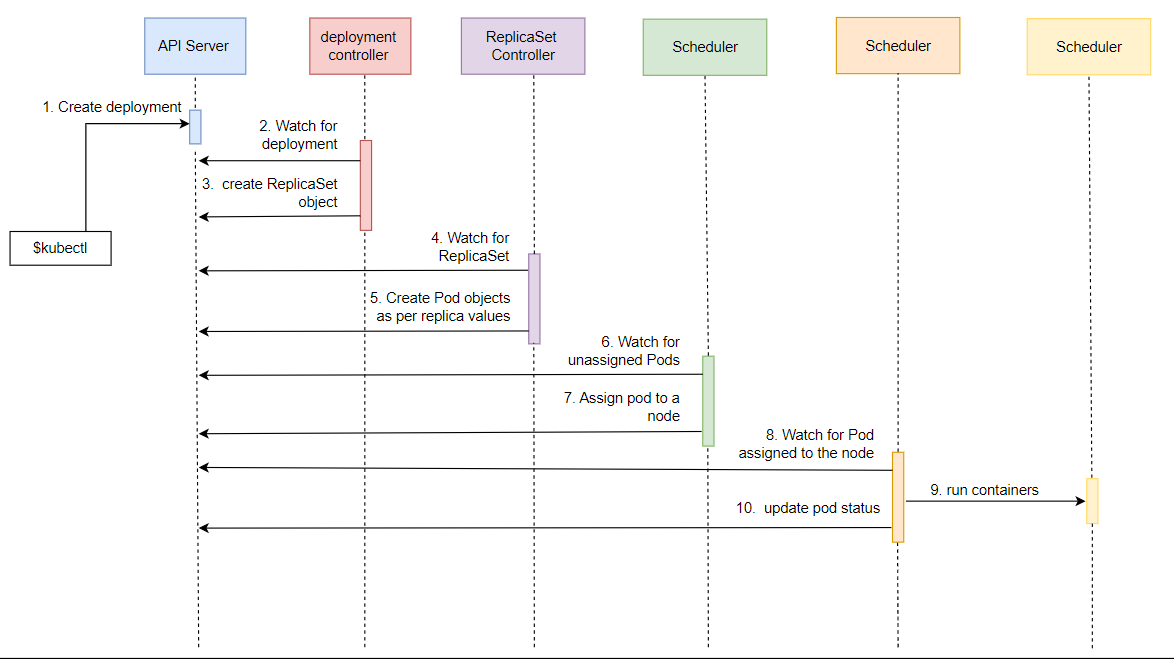 API Server
deployment
controller
ReplicaSet
Controller
Scheduler
Scheduler
Scheduler
1. Create deployment
2. Watch for
deployment
3. create ReplicaSet
object
$kubectl
4. Watch for
ReplicaSet
5. Create Pod objects
as per replica values
6. Watch for
unassigned Pods
7. Assign pod to a
node
8. Watch for Pod
assigned to the node
9. run containers
10. update pod status